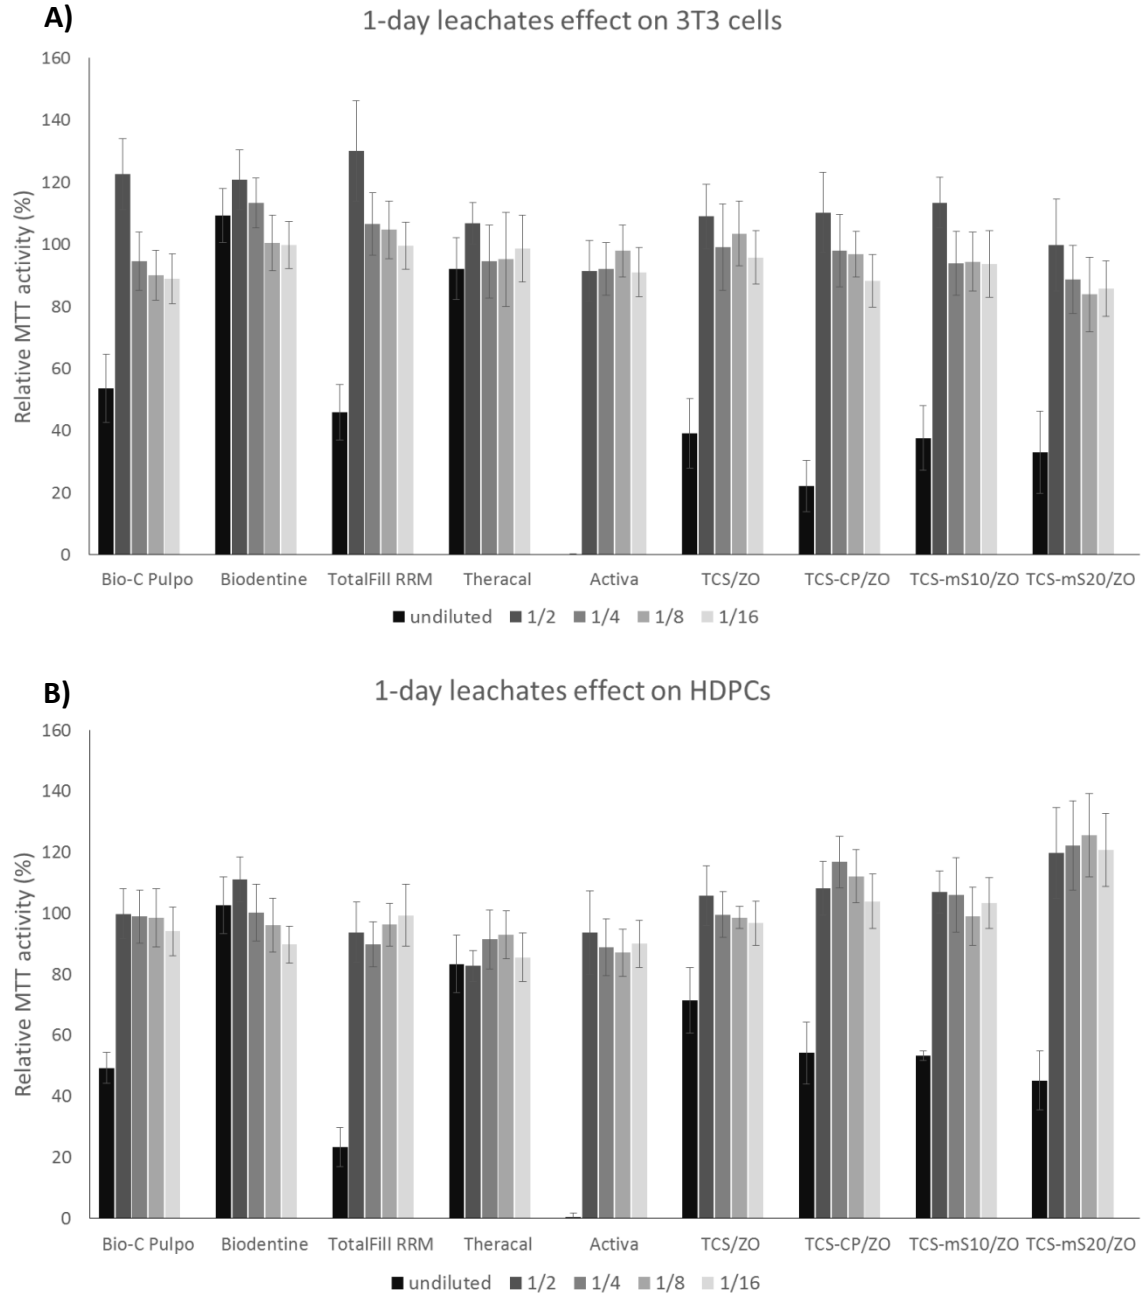 A)
1-day leachates effect on 3T3 cells
Relative MTT activity (%)
160
140
120
100
80
60
40
20
0
Bio-C Pulpo Biodentine TotalFill RRM Theracal Activa TCS/ZO TCS-CP/ZO TCS-mS10/ZO TCS-mS20/ZO
undiluted 1/2 1/4 1/8 1/16
B)
1-day leachates effect on HDPCs
Relative MTT activity (%)
160
140
120
100
80
60
40
20
0
Bio-C Pulpo Biodentine TotalFill RRM Theracal Activa TCS/ZO TCS-CP/ZO TCS-mS10/ZO TCS-mS20/ZO
undiluted 1/2 1/4 1/8 1/16